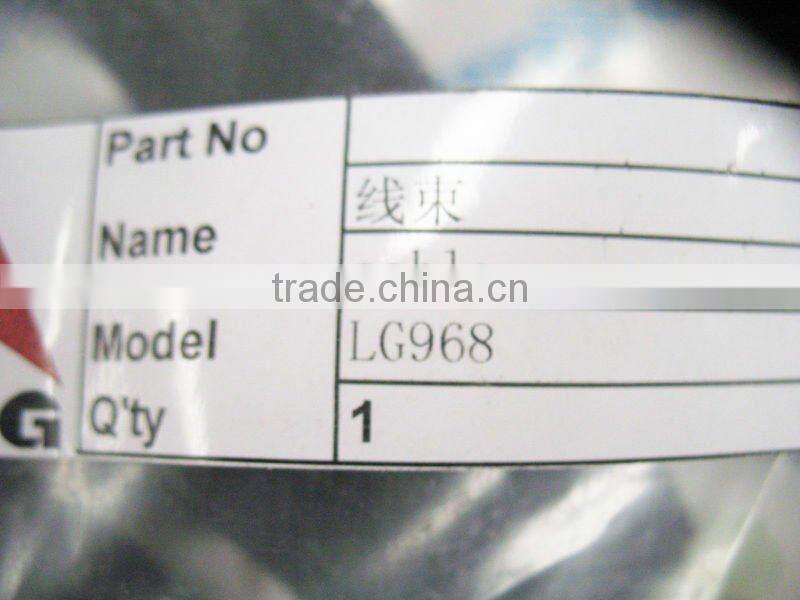 Part No
Name 线束
trade.china.cn
Model LG968
G Q'ty 1